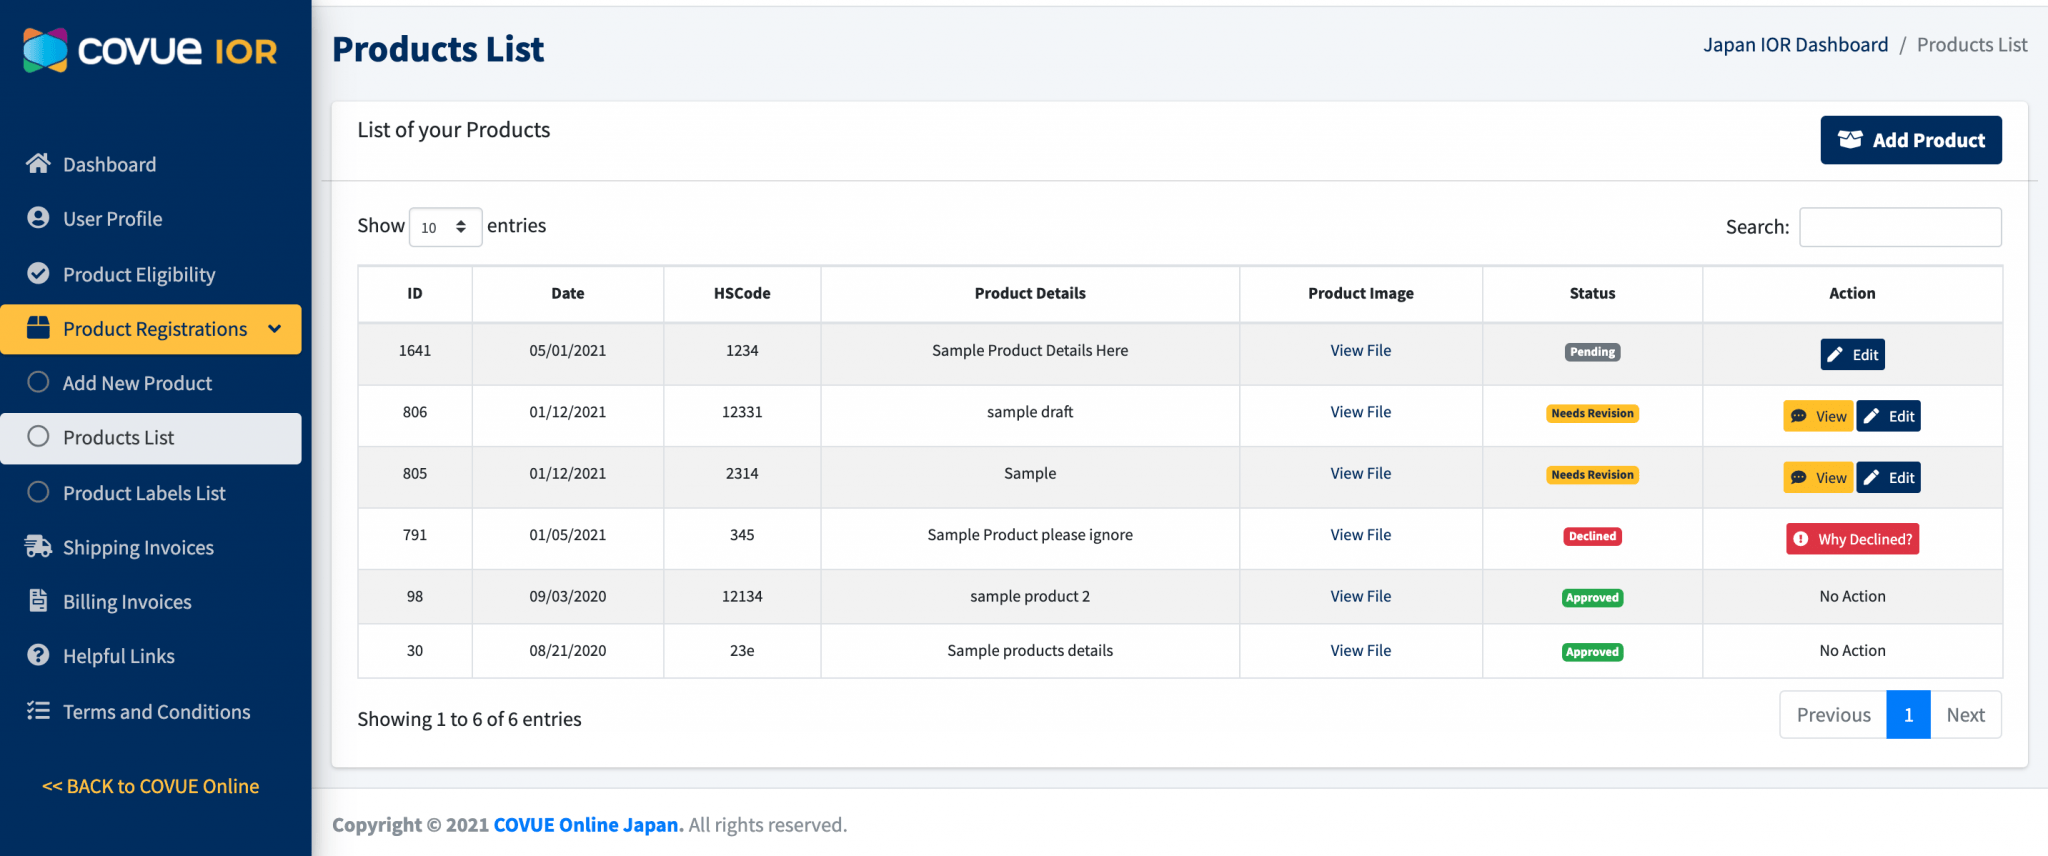 COVUE IOR
Dashboard
User Profile
Product Eligibility
Product Registrations
Add New Product
Products List
Product Labels List
Shipping Invoices
Billing Invoices
Helpful Links
Terms and Conditions
<< BACK to COVUE Online
Products List
Japan IOR Dashboard / Products List
List of your Products
Add Product
Show 10 entries
Search:
ID Date HSCode Product Details Product Image Status Action
1641 05/01/2021 1234 Sample Product Details Here View File Pending Edit
806 01/12/2021 12331 sample draft View File Needs Revision View Edit
805 01/12/2021 2314 Sample View File Needs Revision View Edit
791 01/05/2021 345 Sample Product please ignore View File Declined Why Declined?
98 09/03/2020 12134 sample product 2 View File Approved No Action
30 08/21/2020 23e Sample products details View File Approved No Action
Showing 1 to 6 of 6 entries
Previous 1 Next
Copyright © 2021 COVUE Online Japan. All rights reserved.